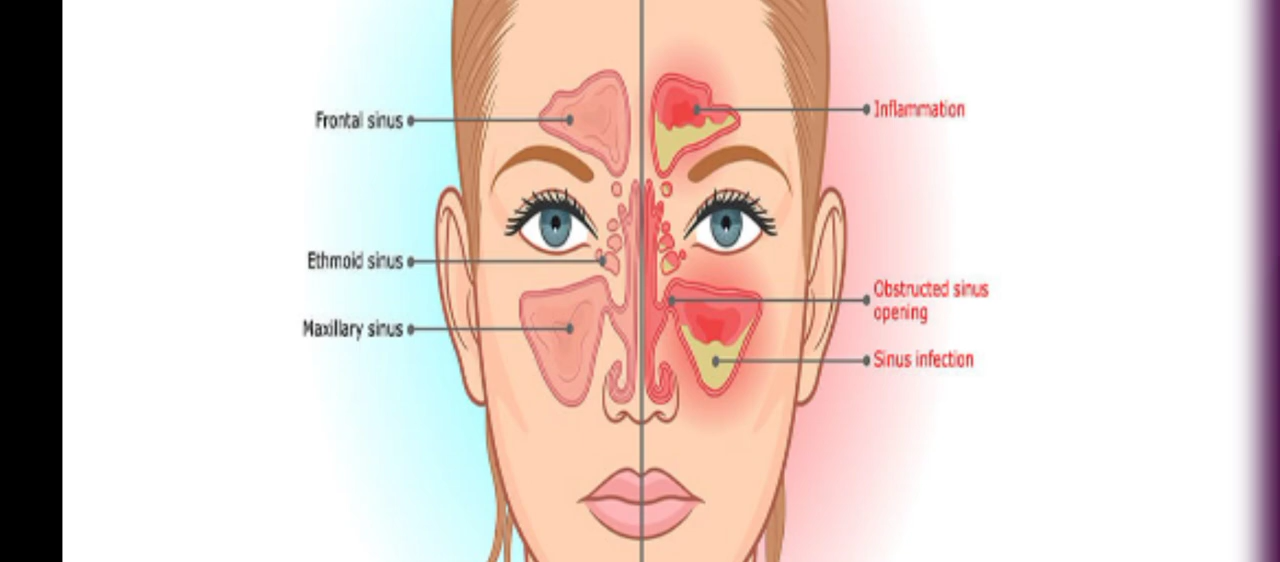 Frontal sinus
Ethmoid sinus
Maxillary sinus
Inflammation
Obstructed sinus
opening
Sinus infection